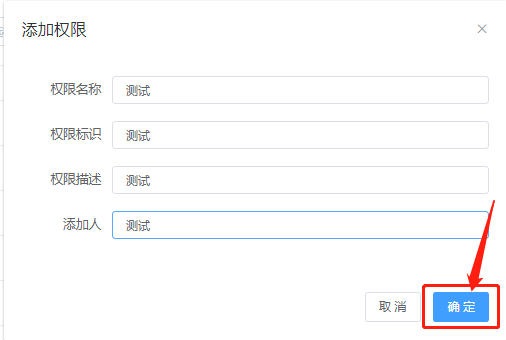 添加权限
权限名称 测试
权限标识 测试
权限描述 测试
添加人 测试
取消 确定